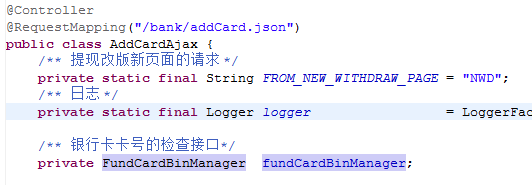 @Controller
@RequestMapping("/bank/addCard.json")
public class AddCardAjax {
/** 提现改版新页面的请求 */
private static final String FROM_NEW_WITHDRAW_PAGE = "NWD";
/** 日志 */
private static final Logger logger = LoggerFac
/** 银行卡卡号的检查接口*/
private FundCardBinManager fundCardBinManager;